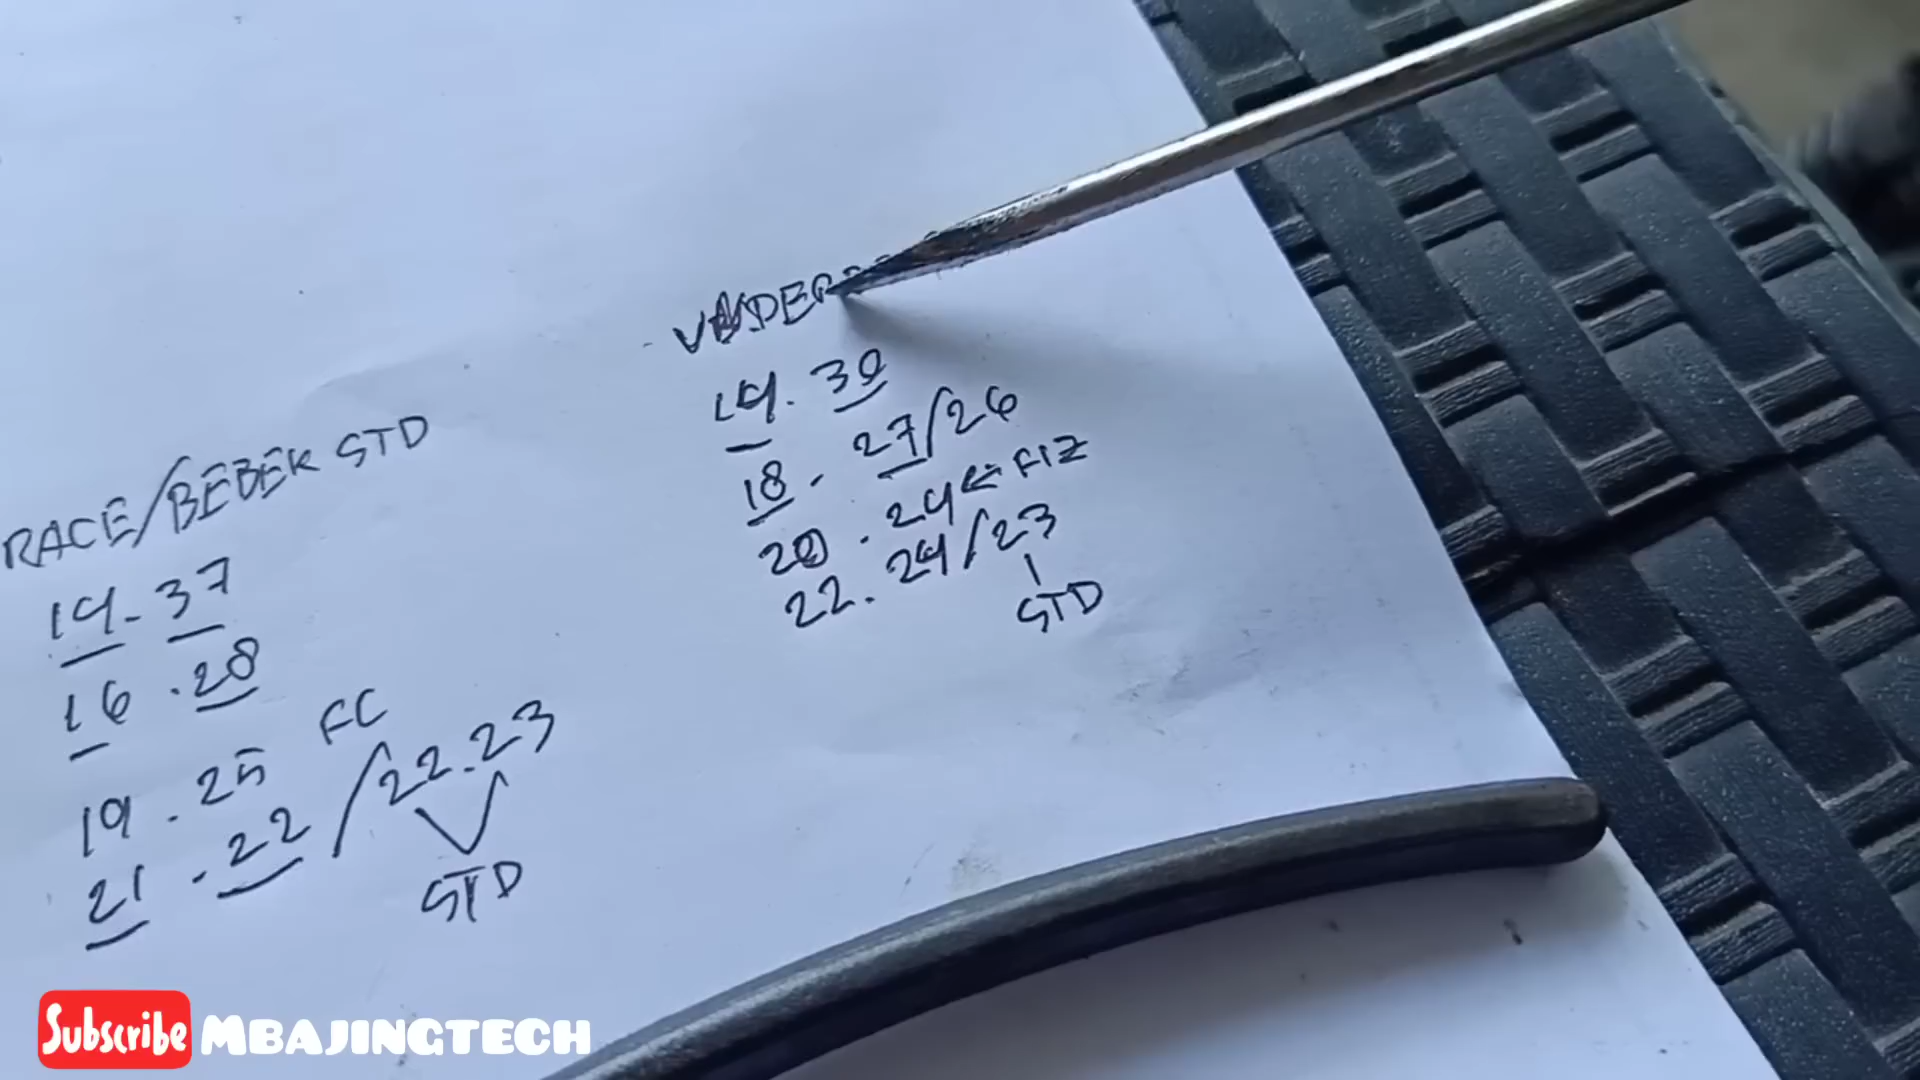 RACE/BEBEK STD
14-37
16.28
19.25 FC
21.22/22.23
STD
14.30
18-27/26
20.24 ← FIZ
22.24/23
STD
Subscribe MBAJINGTECH